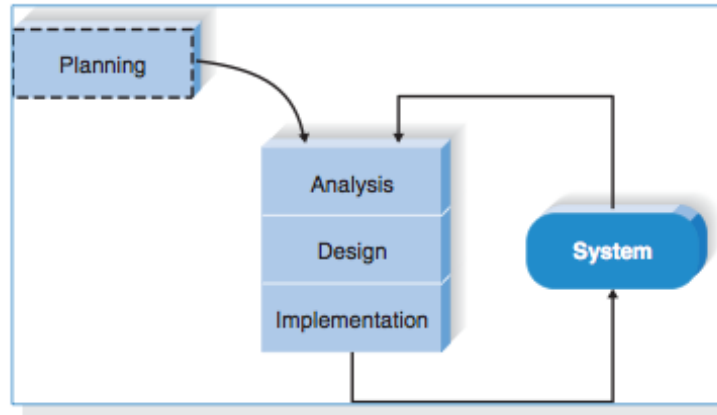 Planning
Analysis
Design
System
Implementation